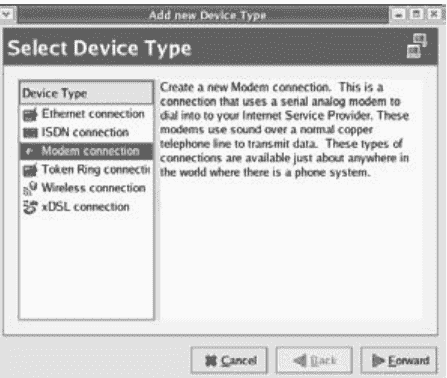 Add new Device Type
Select Device Type
Device Type
Ethernet connection
ISDN connection
Modem connection
Token Ring connecti
Wireless connection
xDSL connection
Create a new Modem connection. This is a
connection that uses a serial analog modem to
dial into to your Internet Service Provider. These
modems use sound over a normal copper
telephone line to transmit data. These types of
connections are available just about anywhere in
the world where there is a phone system.
Cancel
Back
Forward